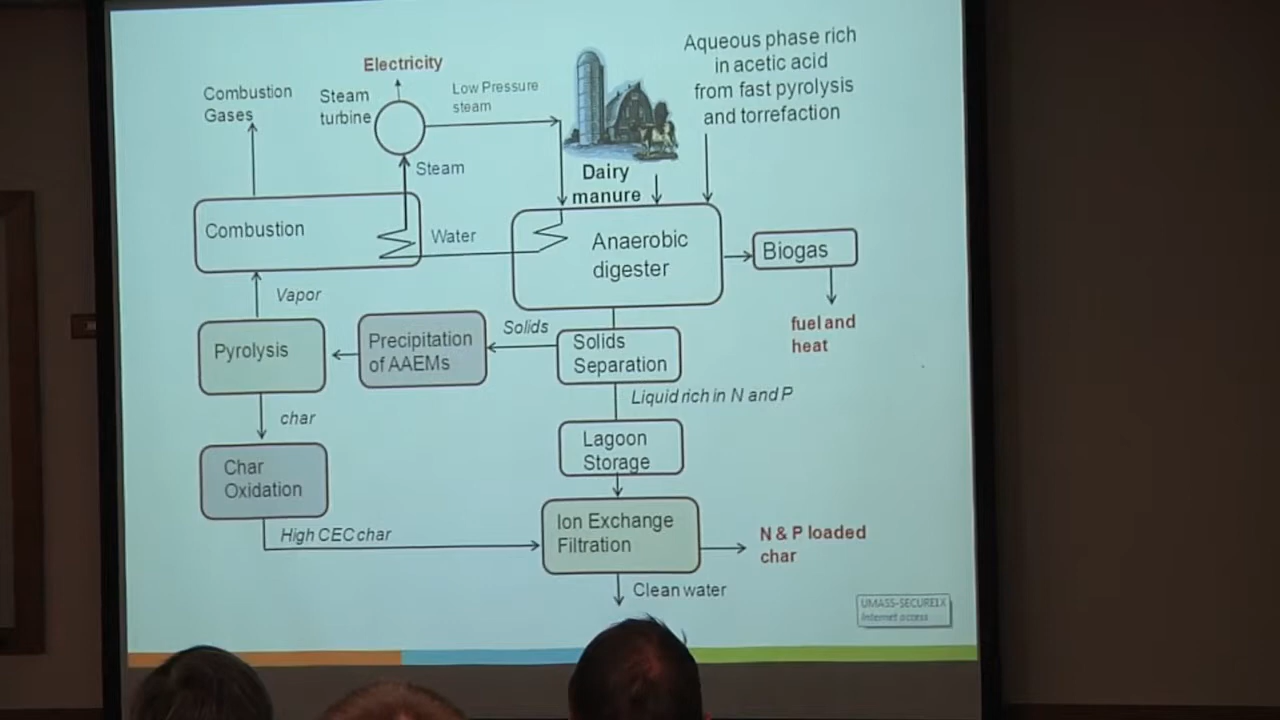 Aqueous phase rich
in acetic acid
from fast pyrolysis
and torrefaction
Electricity
Combustion
Gases
Steam
turbine
Low Pressure
steam
Steam
Dairy
manure
Combustion
Water
Anaerobic
digester
Biogas
Vapor
fuel and
heat
Pyrolysis
Precipitation
of AAEMs
Solids
Solids
Separation
Liquid rich in N and P
char
Lagoon
Storage
Char
Oxidation
High CEC char
Ion Exchange
Filtration
N & P loaded
char
Clean water
UMASS-SECURE1X
Internet access